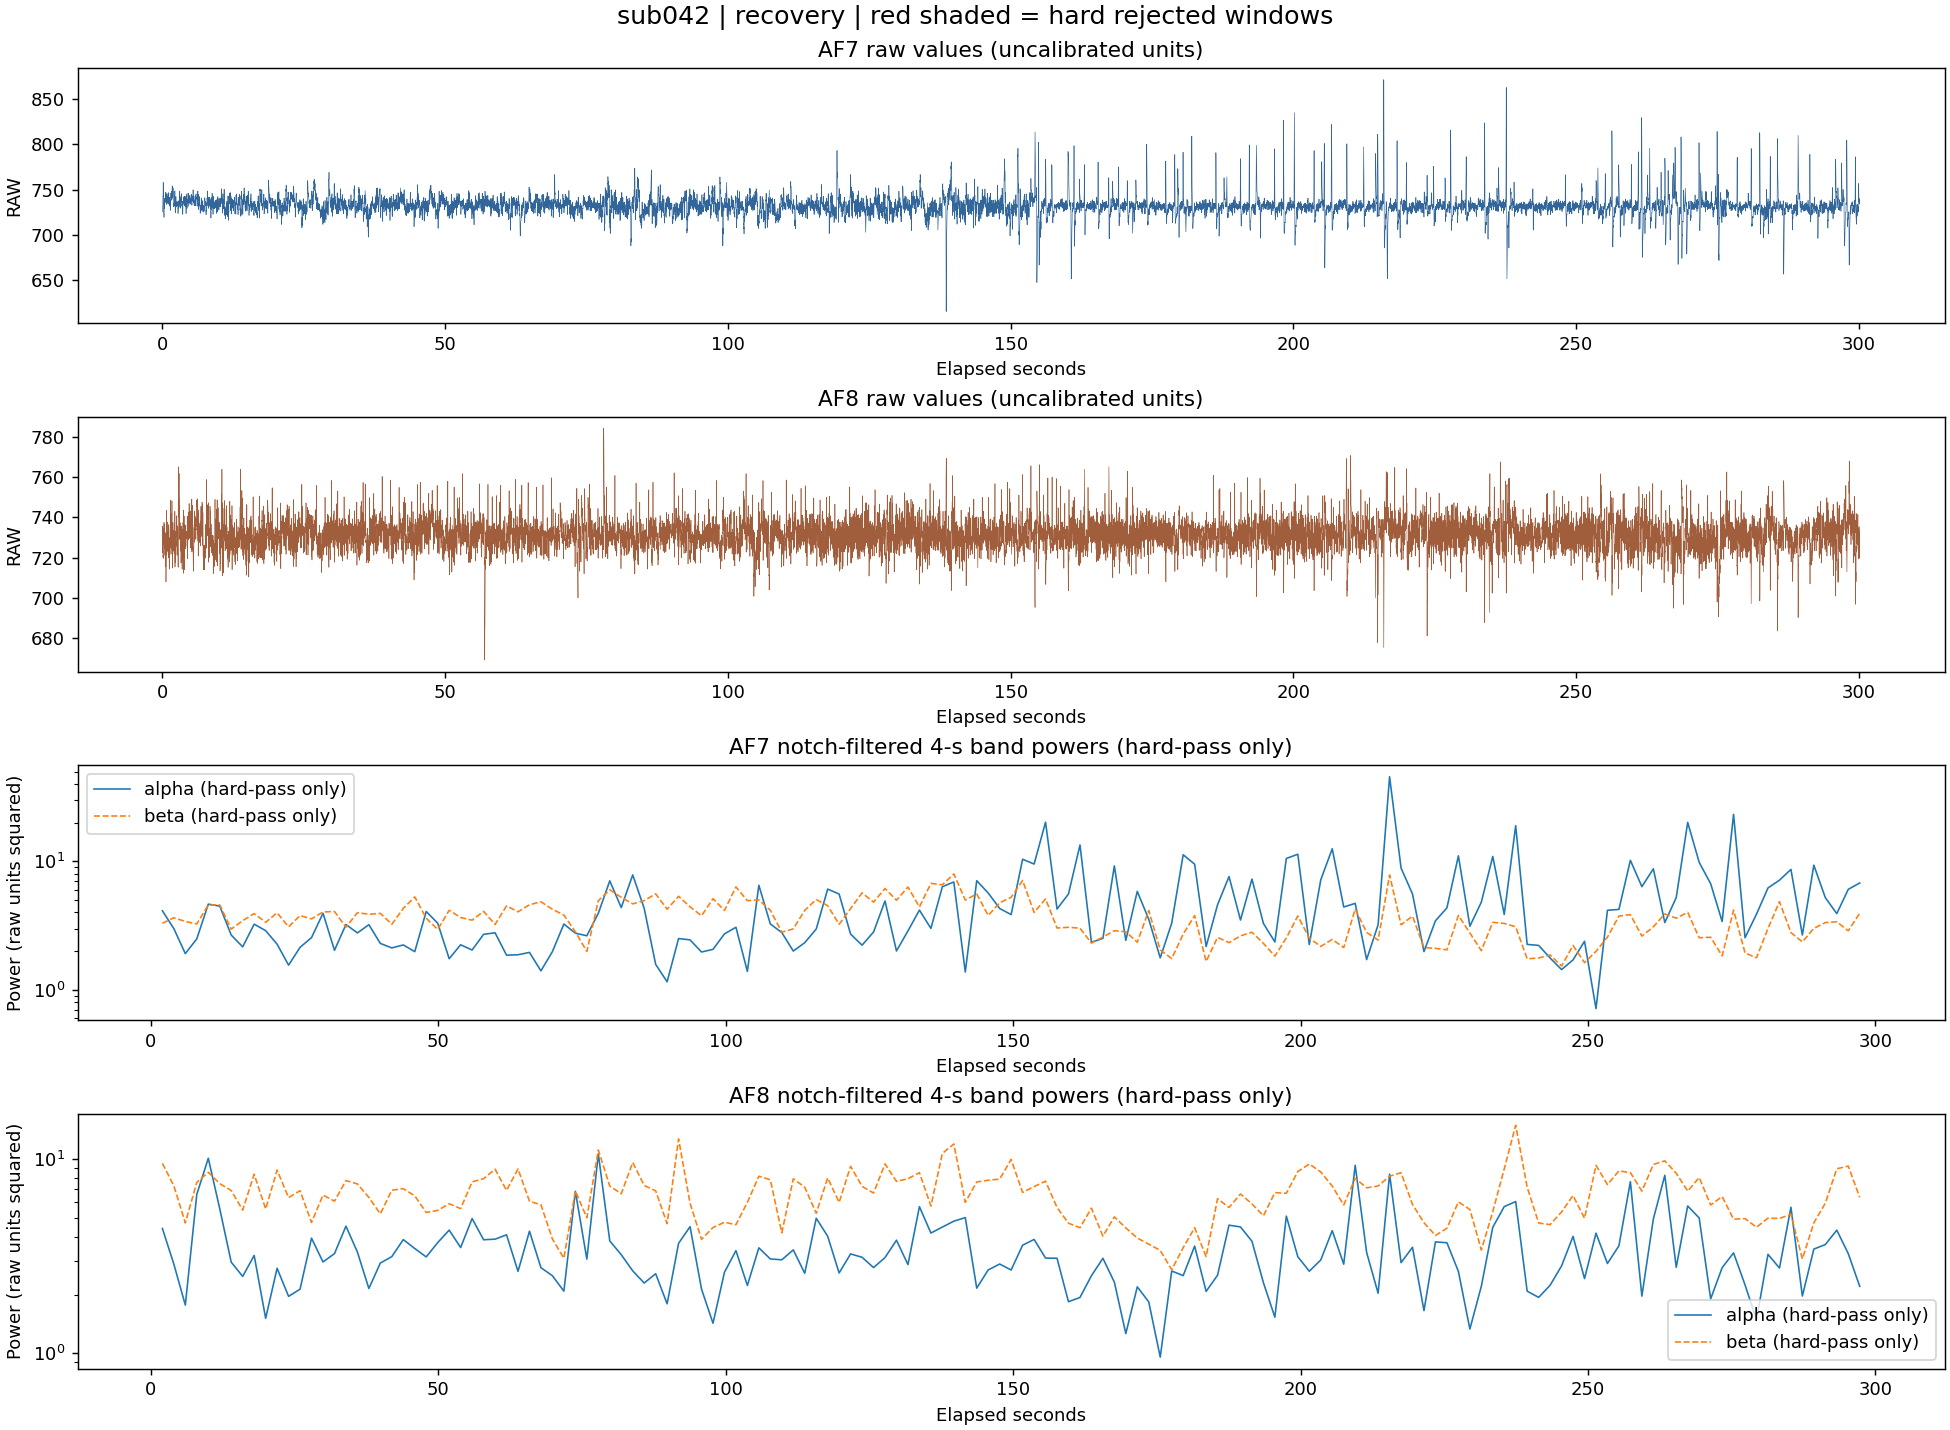 sub042 | recovery | red shaded = hard rejected windows
AF7 raw values (uncalibrated units)
RAW
850
800
750
700
650
0 50 100 150 200 250 300
Elapsed seconds
AF8 raw values (uncalibrated units)
RAW
780
760
740
720
700
680
0 50 100 150 200 250 300
Elapsed seconds
AF7 notch-filtered 4-s band powers (hard-pass only)
Power (raw units squared)
alpha (hard-pass only)
beta (hard-pass only)
10¹
10⁰
0 50 100 150 200 250 300
Elapsed seconds
AF8 notch-filtered 4-s band powers (hard-pass only)
Power (raw units squared)
10¹
10⁰
alpha (hard-pass only)
beta (hard-pass only)
0 50 100 150 200 250 300
Elapsed seconds